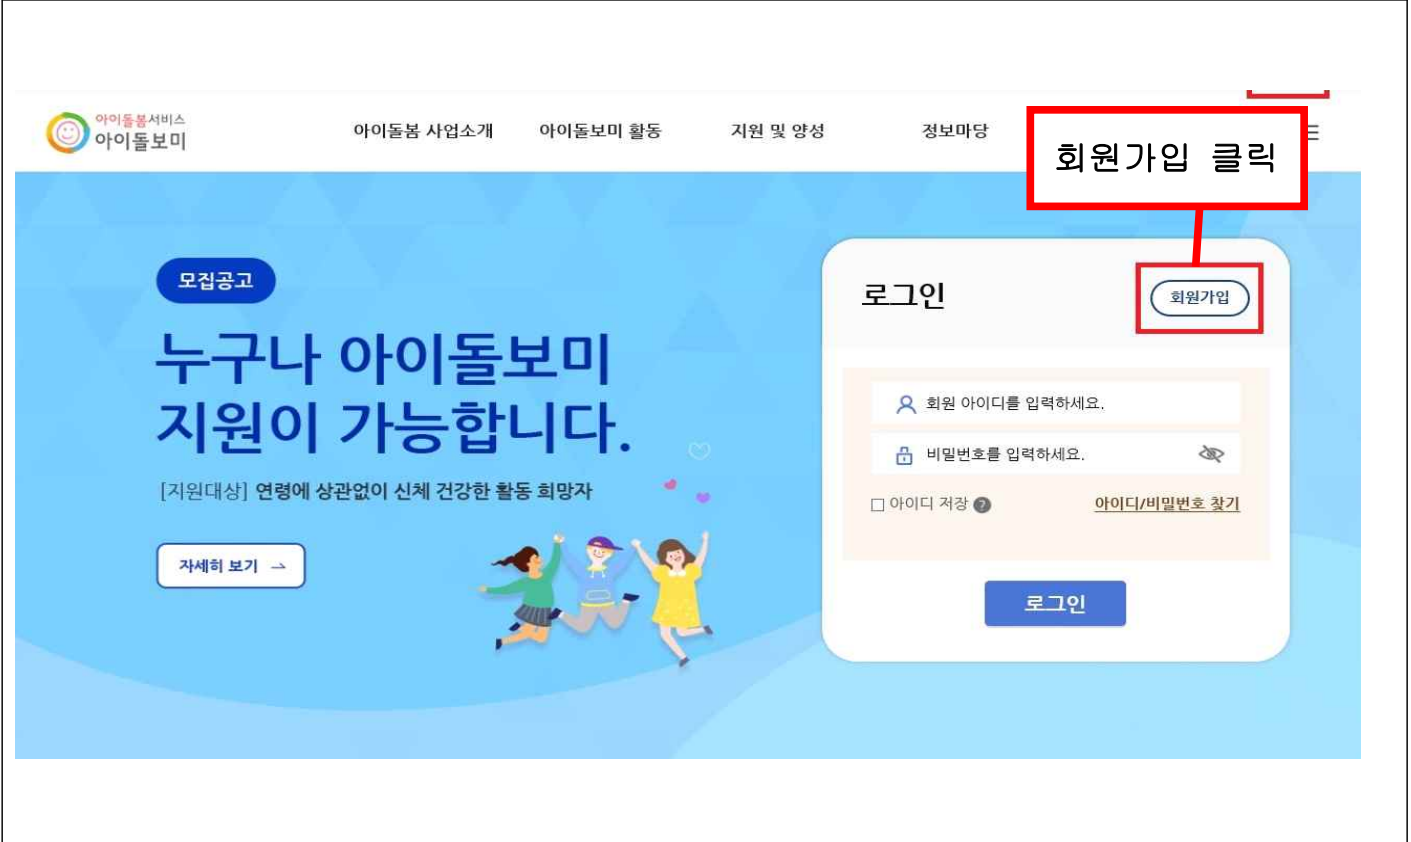 아이돌봄서비스
아이돌보미
아이돌봄 사업소개
아이돌보미 활동
지원 및 양성
정보마당
회원가입 클릭
모집공고
누구나 아이돌보미
지원이 가능합니다.
[지원대상] 연령에 상관없이 신체 건강한 활동 희망자
자세히 보기 →
로그인
회원가입
회원 아이디를 입력하세요.
비밀번호를 입력하세요.
아이디 저장 ?
아이디/비밀번호 찾기
로그인